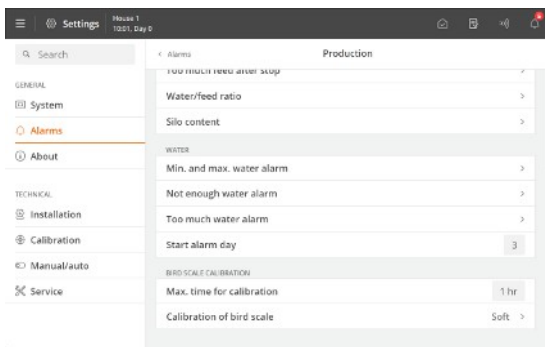 Settings
House 1
10:01, Day 0
Search
GENERAL
System
Alarms
About
TECHNICAL
Installation
Calibration
Manual/auto
Service
Alarms
Production
Too much feed after stop
Water/feed ratio
Silo content
WATER
Min. and max. water alarm
Not enough water alarm
Too much water alarm
Start alarm day 3
BIRD SCALE CALIBRATION
Max. time for calibration 1 hr
Calibration of bird scale Soft